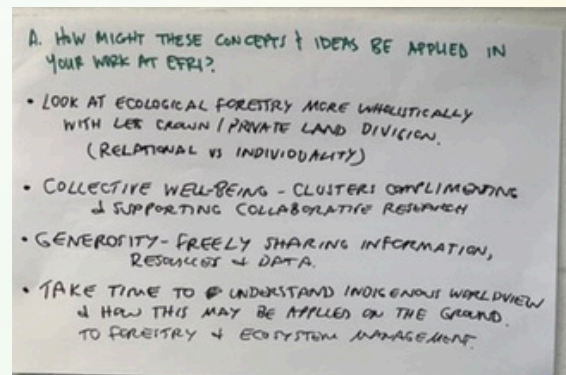 A. HOW MIGHT THESE CONCEPTS & IDEAS BE APPLIED IN
YOUR WORK AT EFRI?
• LOOK AT ECOLOGICAL FORESTRY MORE WHOLISTICALLY
WITH LESS CROWN / PRIVATE LAND DIVISION.
(RELATIONAL VS INDIVIDUALITY)
• COLLECTIVE WELL-BEING - CLUSTERS COMPLIMENTING
& SUPPORTING COLLABORATIVE RESEARCH
• GENEROSITY - FREELY SHARING INFORMATION,
RESOURCES & DATA.
• TAKE TIME TO UNDERSTAND INDIGENOUS WORLDVIEW
& HOW THIS MAY BE APPLIED ON THE GROUND.
TO FORESTRY & ECOSYSTEM MANAGEMENT.